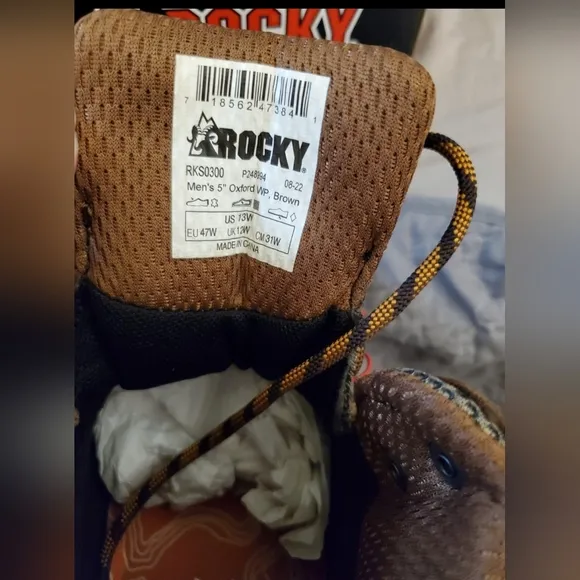 ROCKY
7 18562 47384 1
ROCKY®
RKS0300 P248994 08-22
Men's 5" Oxford WP, Brown
US 13W
EU 47W UK 12W CM 31W
MADE IN CHINA